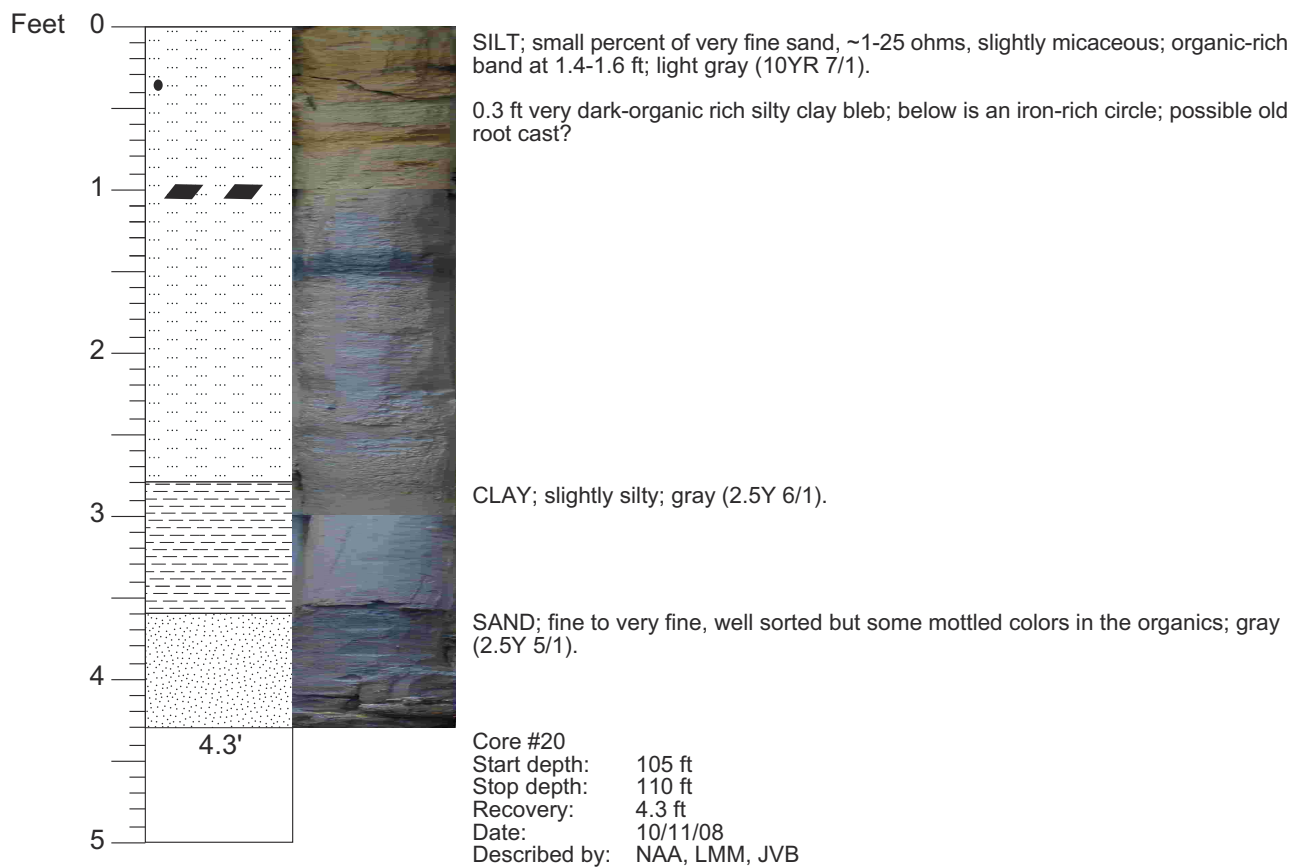 Feet 0
SILT; small percent of very fine sand, ~1-25 ohms, slightly micaceous; organic-rich
band at 1.4-1.6 ft; light gray (10YR 7/1).
0.3 ft very dark-organic rich silty clay bleb; below is an iron-rich circle; possible old
root cast?
1
2
CLAY; slightly silty; gray (2.5Y 6/1).
3
SAND; fine to very fine, well sorted but some mottled colors in the organics; gray
(2.5Y 5/1).
4
4.3'
Core #20
Start depth: 105 ft
Stop depth: 110 ft
Recovery: 4.3 ft
Date: 10/11/08
Described by: NAA, LMM, JVB
5